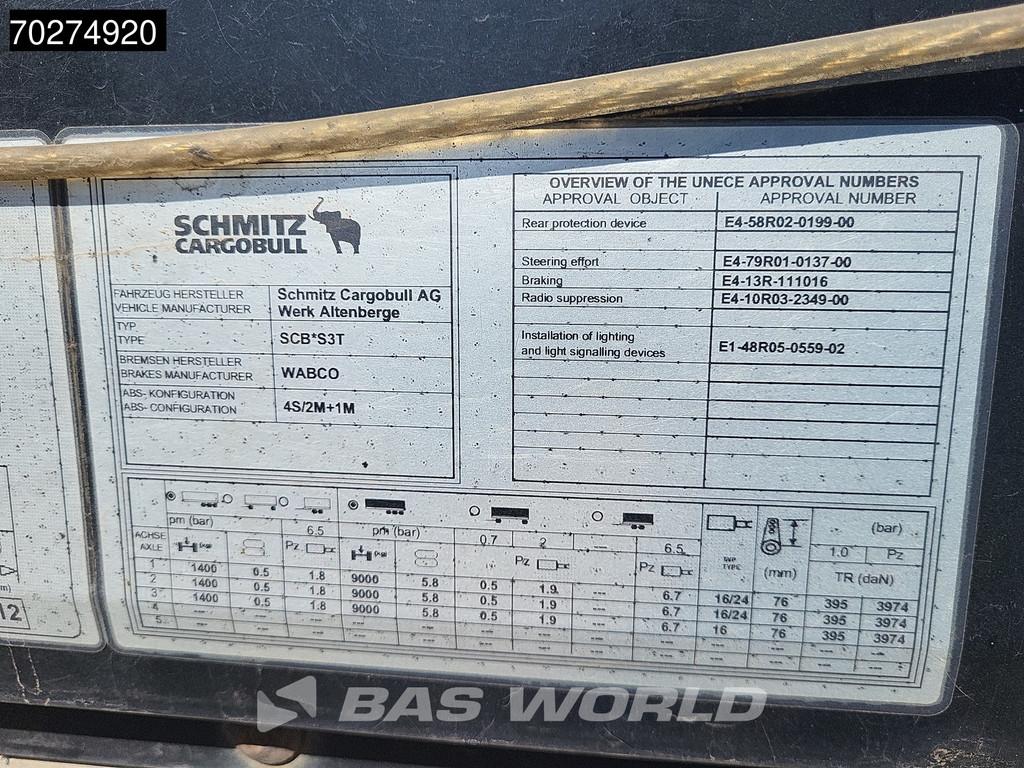 70274920
SCHMITZ
CARGOBULL
FAHRZEUG HERSTELLER
VEHICLE MANUFACTURER
Schmitz Cargobull AG
Werk Altenberge
TYP
TYPE
SCB*S3T
BREMSEN HERSTELLER
BRAKES MANUFACTURER
WABCO
ABS- KONFIGURATION
ABS- CONFIGURATION
4S/2M+1M
OVERVIEW OF THE UNECE APPROVAL NUMBERS
APPROVAL OBJECT APPROVAL NUMBER
Rear protection device E4-58R02-0199-00
Steering effort E4-79R01-0137-00
Braking E4-13R-111016
Radio suppression E4-10R03-2349-00
Installation of lighting
and light signalling devices
E1-48R05-0559-02
pm (bar) 6.5 pm (bar) 0.7 2 --- 6.5 (bar)
ACHSE
AXLE
Pz Pz Pz TYP
TYPE
(mm) 1.0 Pz
TR (daN)
1 1400 0.5 1.8 9000 5.8 0.5 1.9 --- 6.7 16/24 76 395 3974
2 1400 0.5 1.8 9000 5.8 0.5 1.9 --- 6.7 16/24 76 395 3974
3 1400 0.5 1.8 9000 5.8 0.5 1.9 --- 6.7 16 76 395 3974
4 --- --- --- --- --- --- --- --- --- --- --- --- ---
5 --- --- --- --- --- --- --- --- --- --- --- --- ---
m)
12
BAS WORLD